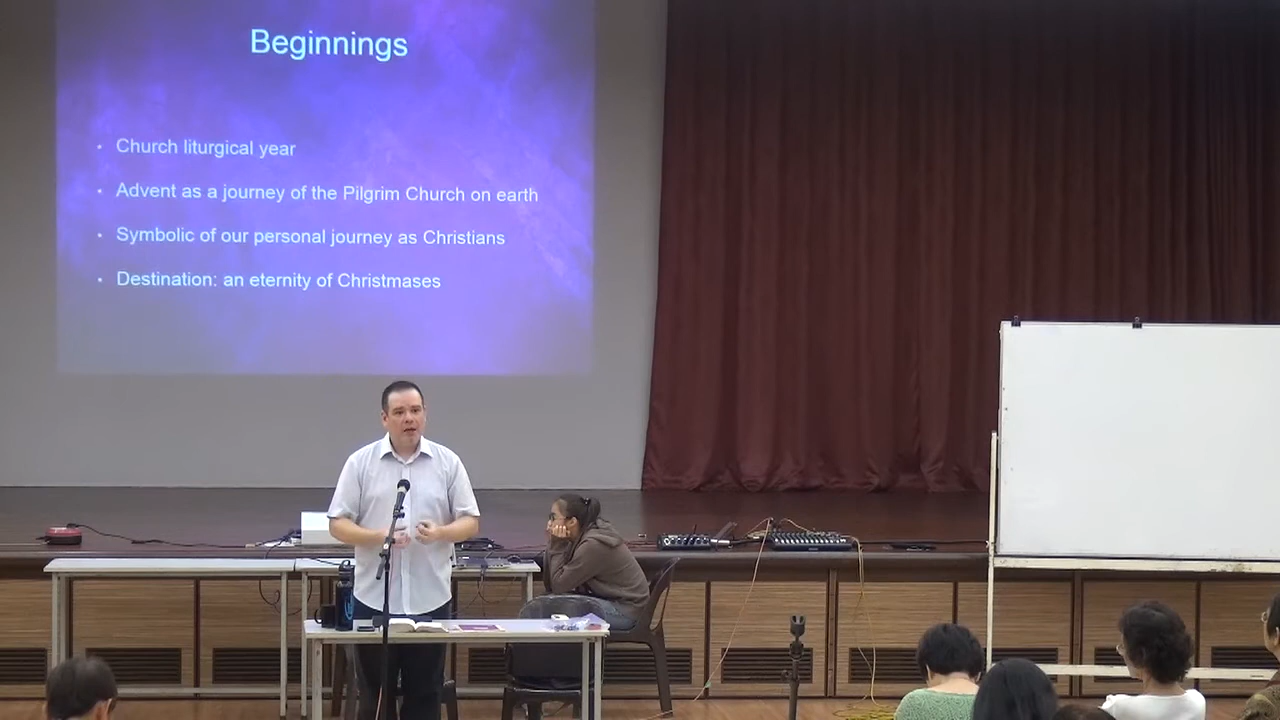 Beginnings
• Church liturgical year
• Advent as a journey of the Pilgrim Church on earth
• Symbolic of our personal journey as Christians
• Destination: an eternity of Christmases